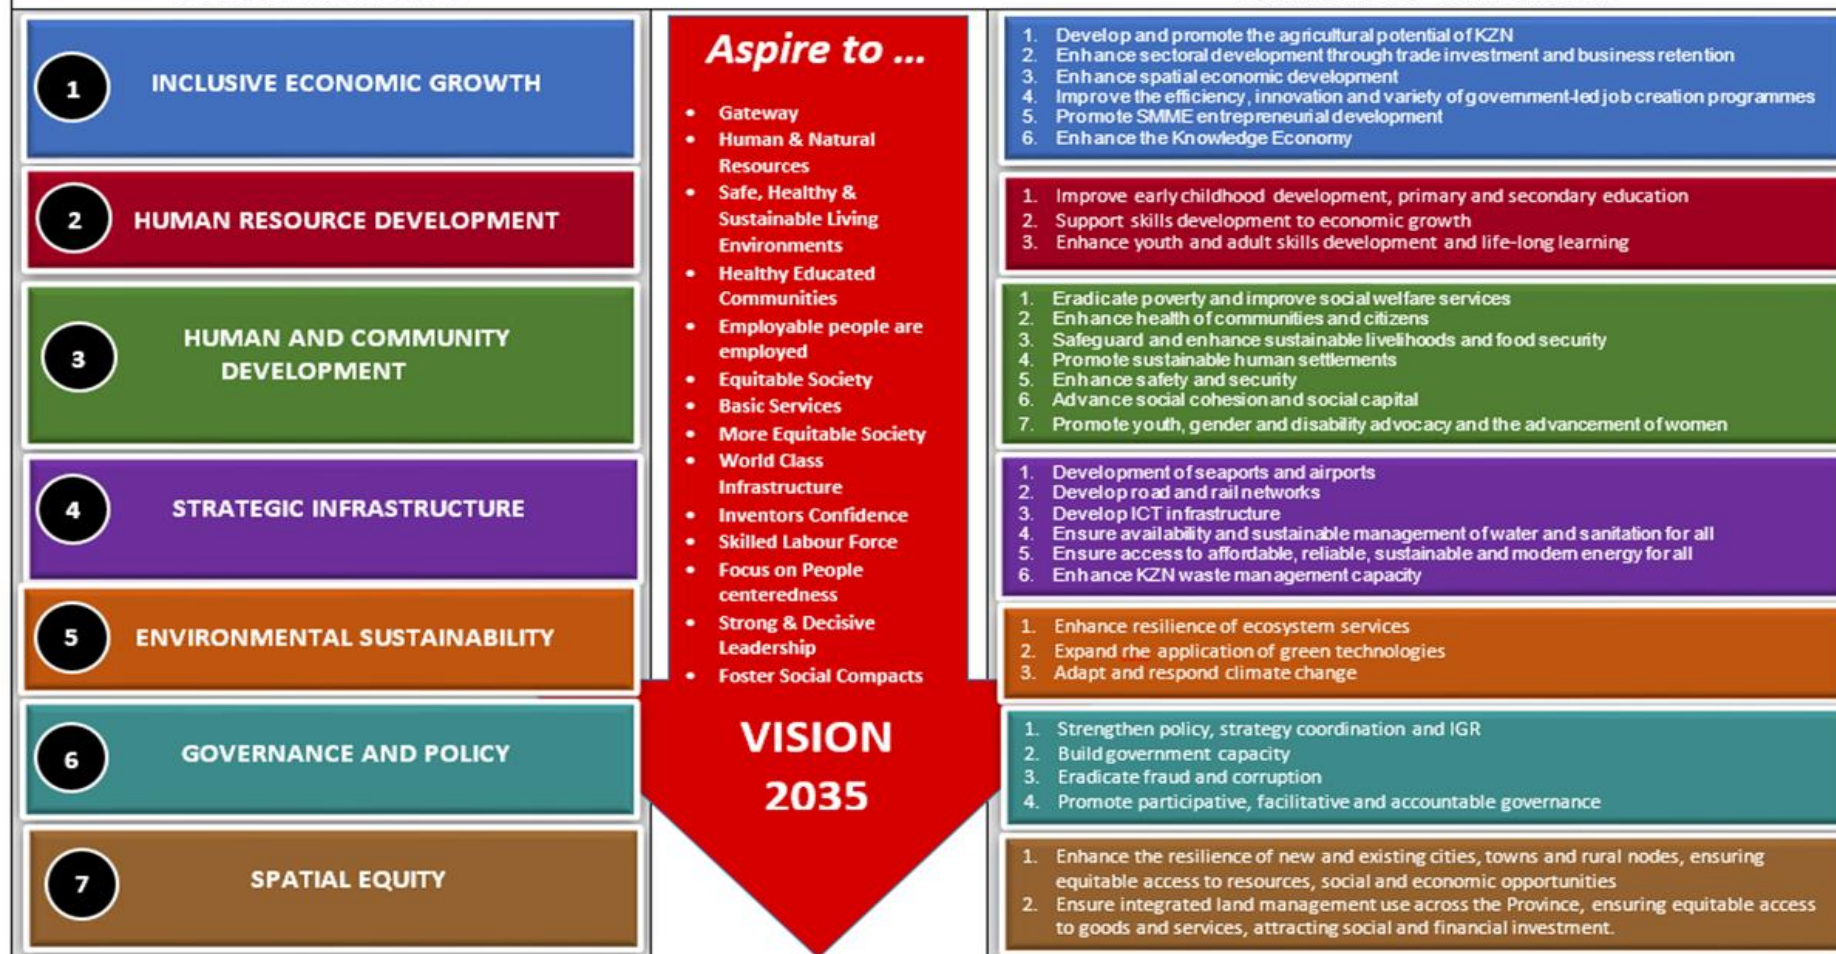 1
INCLUSIVE ECONOMIC GROWTH
2
HUMAN RESOURCE DEVELOPMENT
3
HUMAN AND COMMUNITY
DEVELOPMENT
4
STRATEGIC INFRASTRUCTURE
5
ENVIRONMENTAL SUSTAINABILITY
6
GOVERNANCE AND POLICY
7
SPATIAL EQUITY
Aspire to ...
• Gateway
• Human & Natural
Resources
• Safe, Healthy &
Sustainable Living
Environments
• Healthy Educated
Communities
• Employable people are
employed
• Equitable Society
• Basic Services
• More Equitable Society
• World Class
Infrastructure
• Inventors Confidence
• Skilled Labour Force
• Focus on People
centeredness
• Strong & Decisive
Leadership
• Foster Social Compacts
VISION
2035
1. Develop and promote the agricultural potential of KZN
2. Enhance sectoral development through trade investment and business retention
3. Enhance spatial economic development
4. Improve the efficiency, innovation and variety of government-led job creation programmes
5. Promote SMME entrepreneurial development
6. Enhance the Knowledge Economy
1. Improve early childhood development, primary and secondary education
2. Support skills development to economic growth
3. Enhance youth and adult skills development and life-long learning
1. Eradicate poverty and improve social welfare services
2. Enhance health of communities and citizens
3. Safeguard and enhance sustainable livelihoods and food security
4. Promote sustainable human settlements
5. Enhance safety and security
6. Advance social cohesion and social capital
7. Promote youth, gender and disability advocacy and the advancement of women
1. Development of seaports and airports
2. Develop road and rail networks
3. Develop ICT infrastructure
4. Ensure availability and sustainable management of water and sanitation for all
5. Ensure access to affordable, reliable, sustainable and modern energy for all
6. Enhance KZN waste management capacity
1. Enhance resilience of ecosystem services
2. Expand rhe application of green technologies
3. Adapt and respond climate change
1. Strengthen policy, strategy coordination and IGR
2. Build government capacity
3. Eradicate fraud and corruption
4. Promote participative, facilitative and accountable governance
1. Enhance the resilience of new and existing cities, towns and rural nodes, ensuring
equitable access to resources, social and economic opportunities
2. Ensure integrated land management use across the Province, ensuring equitable access
to goods and services, attracting social and financial investment.